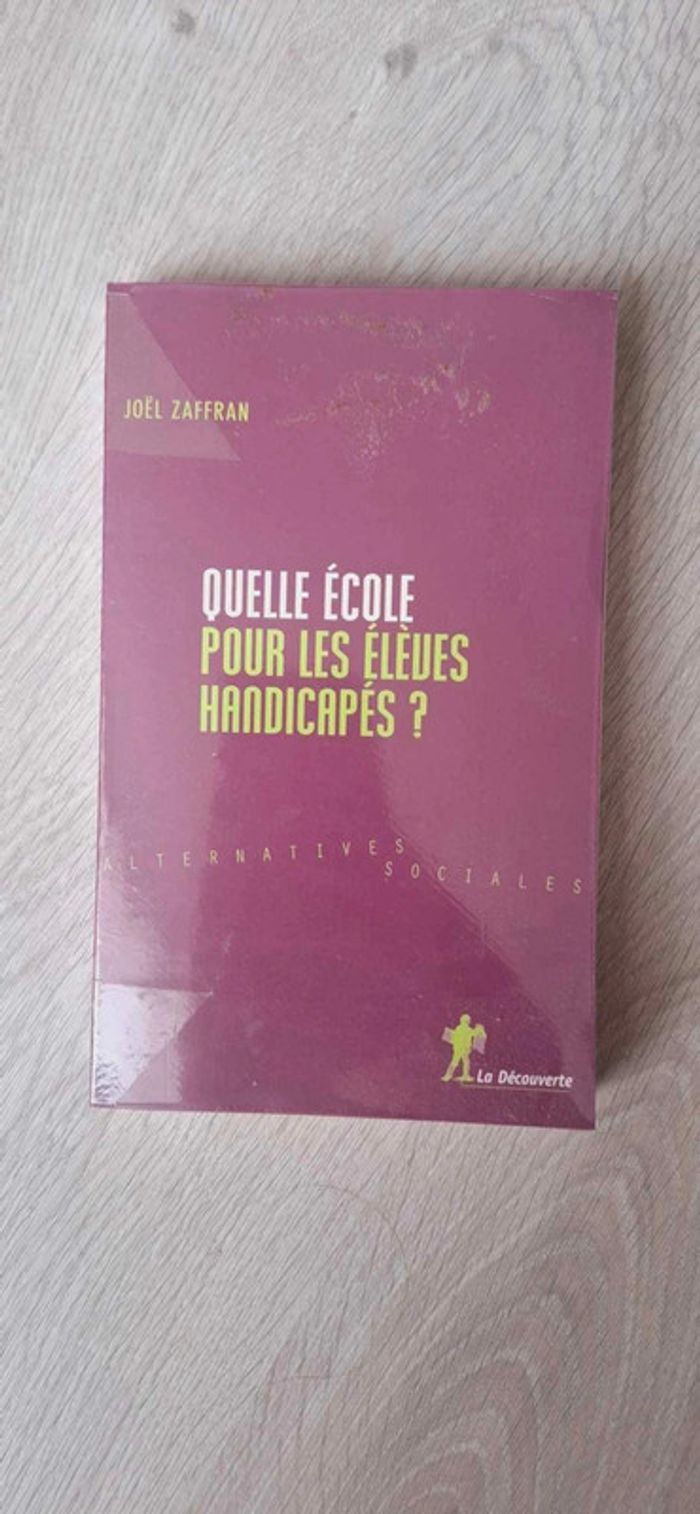 JOËL ZAFFRAN
QUELLE ÉCOLE
POUR LES ÉLÈVES
HANDICAPÉS ?
ALTERNATIVES
SOCIALES
La Découverte